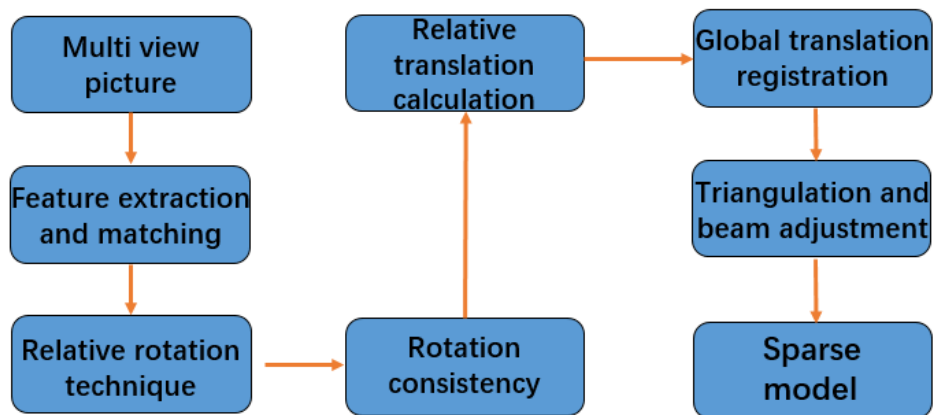 Multi view
picture
Feature extraction
and matching
Relative rotation
technique
Rotation
consistency
Relative
translation
calculation
Global translation
registration
Triangulation and
beam adjustment
Sparse
model